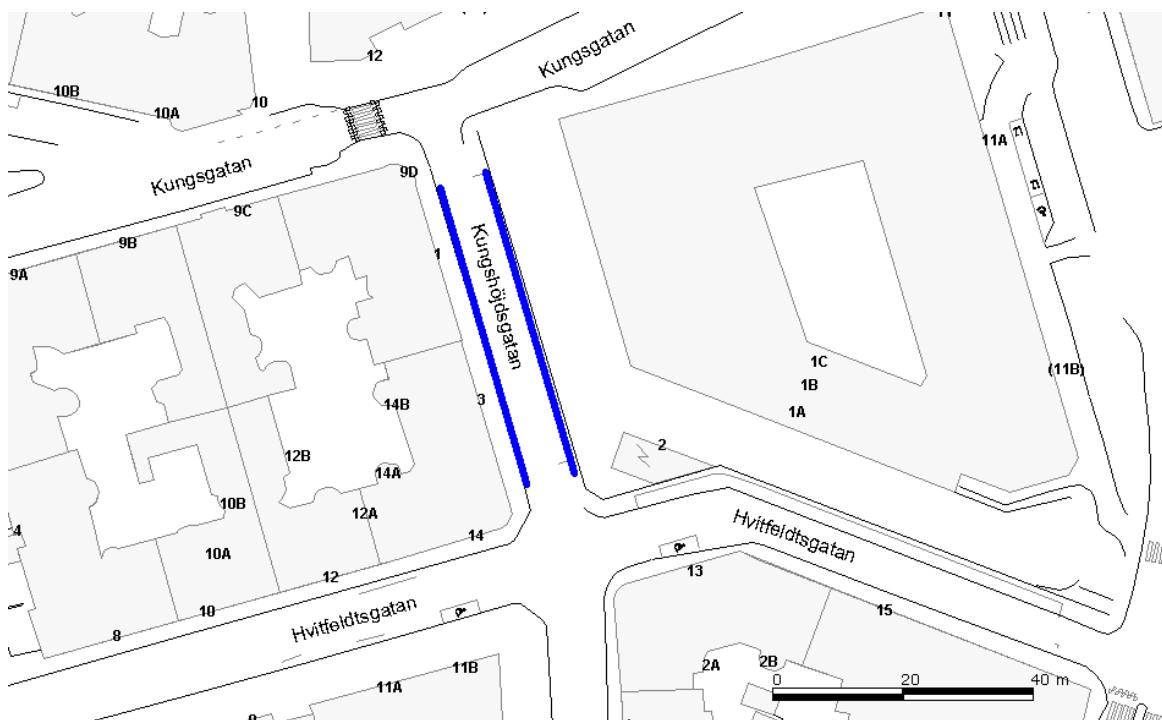 12
10B
10A
10
Kungsgatan
11A
Kungsgatan
9D
9C
9B
9A
1
Kungshöjdsgatan
1C
1B
1A
(11B)
3
14B
2
12B
14A
10B
12A
4
14
10A
12
10
8
Hvitfeldtsgatan
Hvitfeldtsgatan
13
15
11B
11A
2A
2B
0 20 40 m